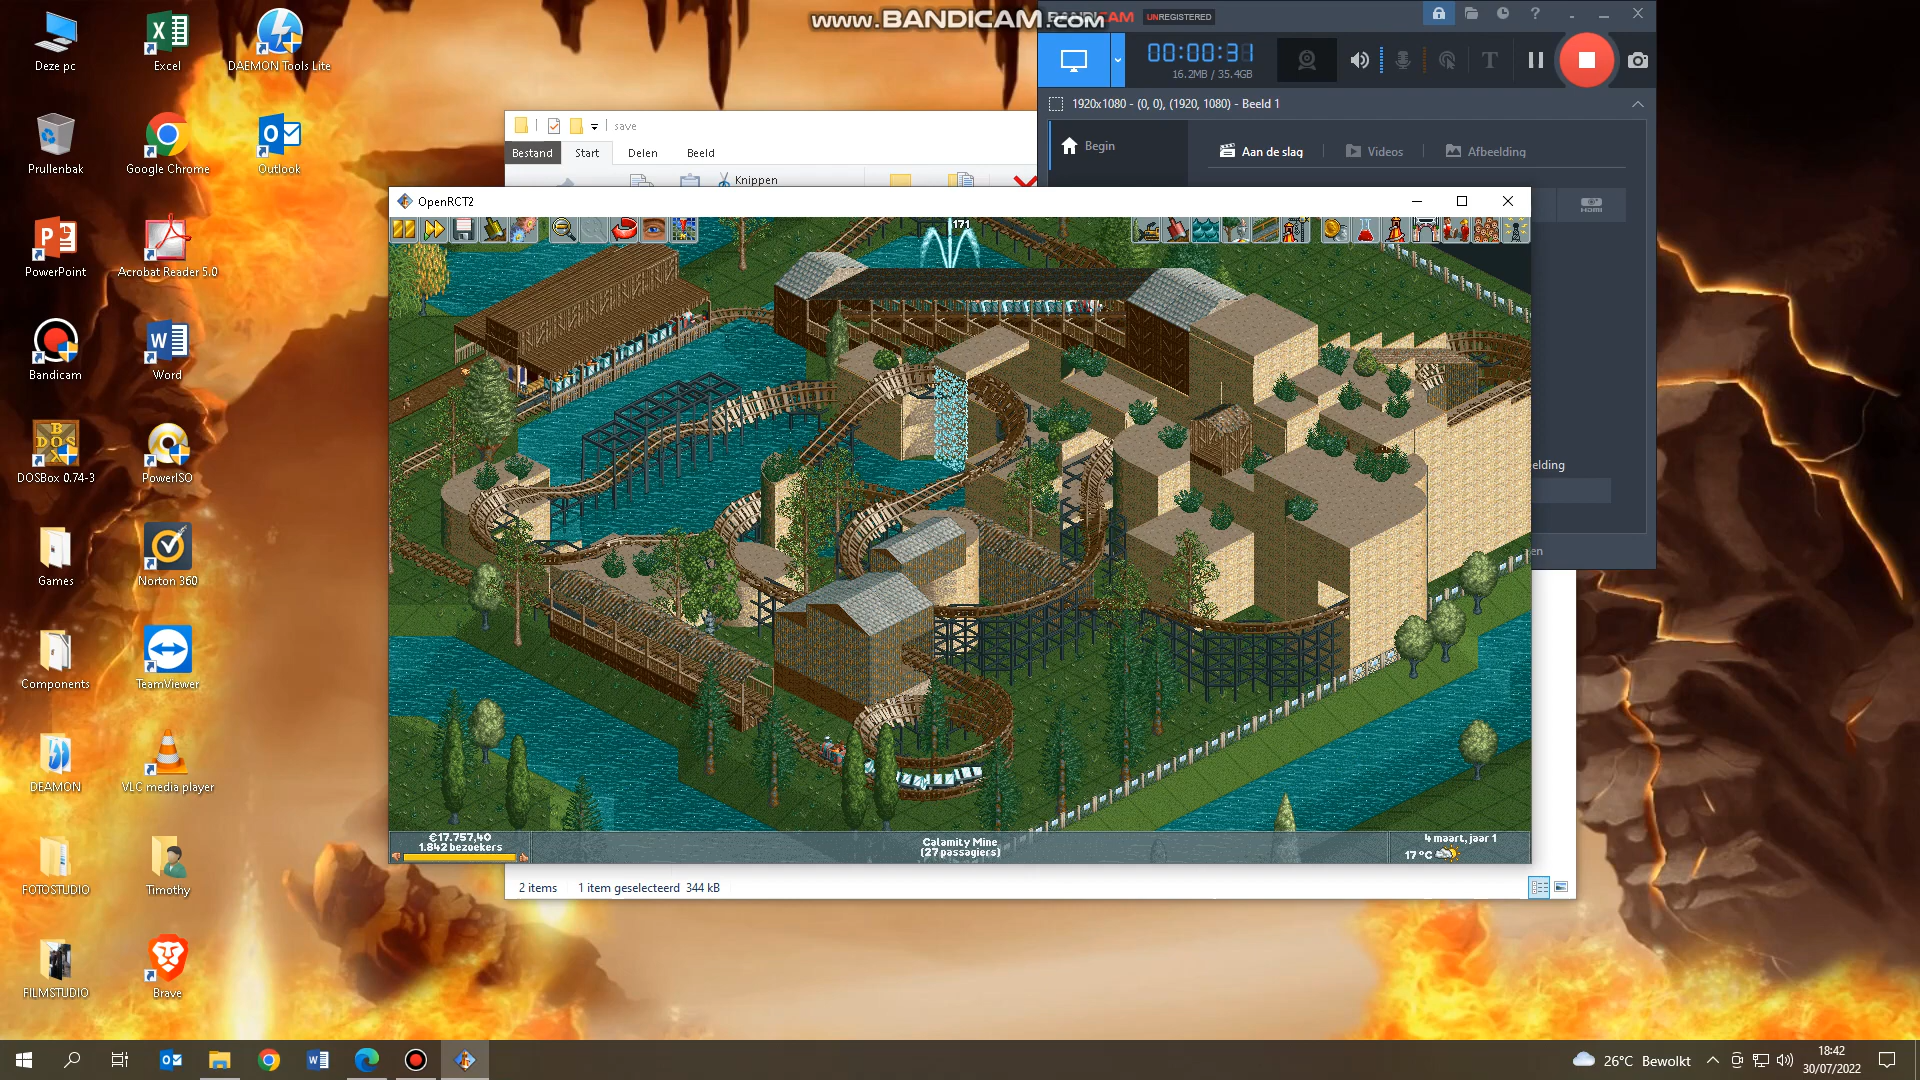 www.BANDICAM.com
BANDICAM UNREGISTERED
00:00:31
16.2MB / 35.4GB
1920x1080 - (0, 0), (1920, 1080) - Beeld 1
Begin
Aan de slag
Videos
Afbeelding
HDMI
elding
en
Deze pc
Excel
DAEMON Tools Lite
Prullenbak
Google Chrome
Outlook
PowerPoint
Acrobat Reader 5.0
Bandicam
Word
DOSBox 0.74-3
PowerISO
Games
Norton 360
Components
TeamViewer
DEAMON
VLC media player
FOTOSTUDIO
Timothy
FILMSTUDIO
Brave
save
Bestand
Start
Delen
Beeld
Knippen
OpenRCT2
171
€17.757,40
1.842 bezoekers
Calamity Mine
(27 passagiers)
4 maart, jaar 1
17 °C
2 items
1 item geselecteerd 344 kB
26°C Bewolkt
18:42
30/07/2022